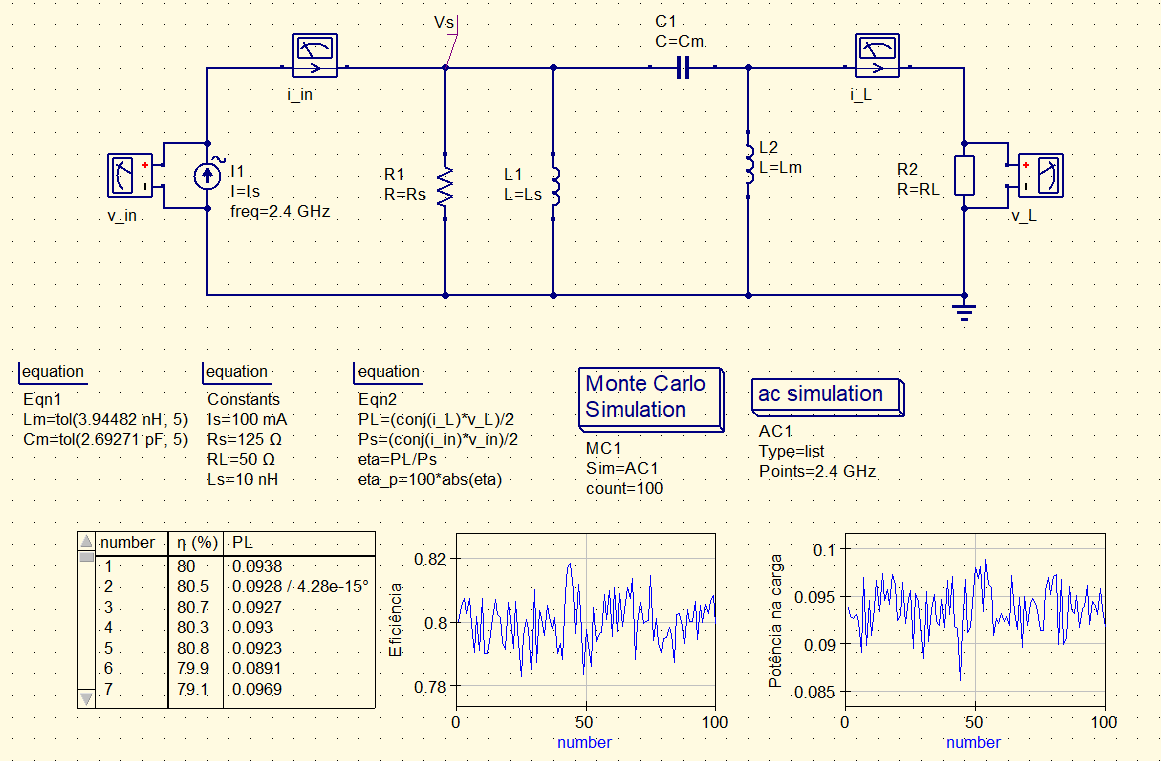 Vs
C1
C=Cm
i_in
i_L
I1
I=Is
freq=2.4 GHz
v_in
R1
R=Rs
L1
L=Ls
L2
L=Lm
R2
R=RL
v_L
equation
Eqn1
Lm=tol(3.94482 nH, 5)
Cm=tol(2.69271 pF, 5)
equation
Constants
Is=100 mA
Rs=125 Ω
RL=50 Ω
Ls=10 nH
equation
Eqn2
PL=(conj(i_L)*v_L)/2
Ps=(conj(i_in)*v_in)/2
eta=PL/Ps
eta_p=100*abs(eta)
Monte Carlo
Simulation
MC1
Sim=AC1
count=100
ac simulation
AC1
Type=list
Points=2.4 GHz
number η (%) PL
1 80 0.0938
2 80.5 0.0928 / 4.28e-15°
3 80.7 0.0927
4 80.3 0.093
5 80.8 0.0923
6 79.9 0.0891
7 79.1 0.0969
Eficiência
0.82
0.8
0.78
0 50 100
number
Potência na carga
0.1
0.095
0.09
0.085
0 50 100
number